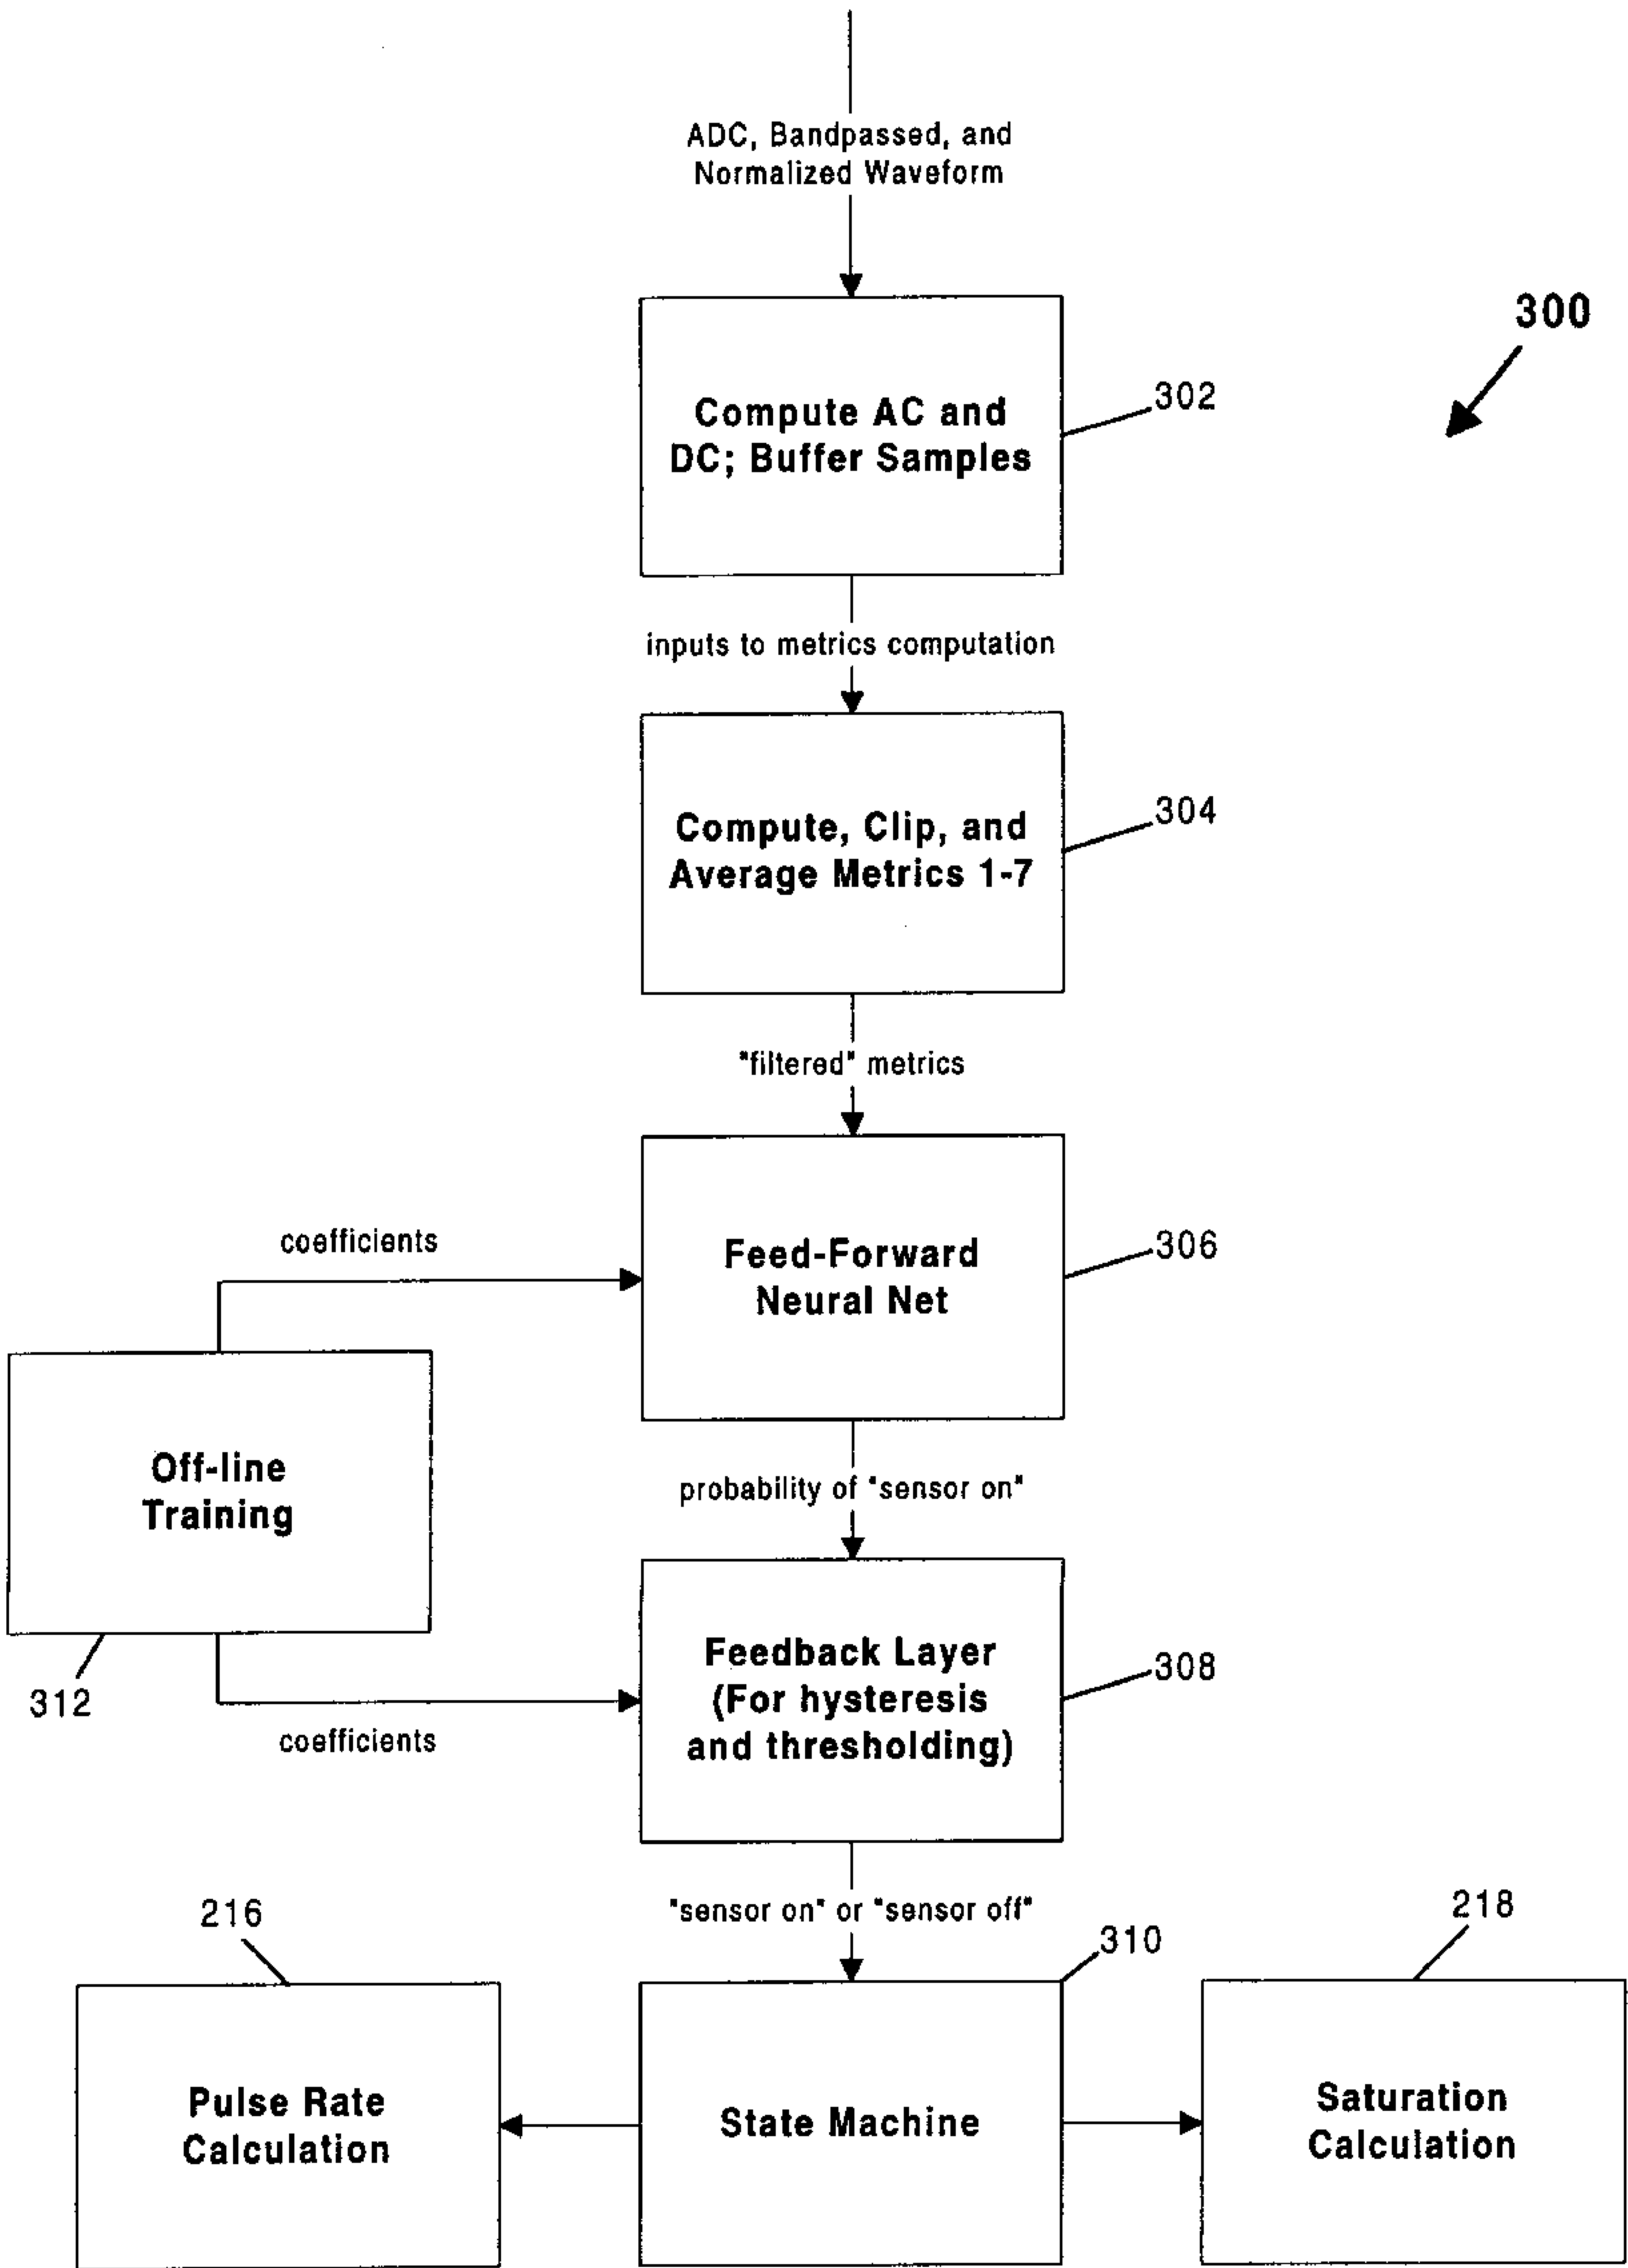 ADC, Bandpassed, and
Normalized Waveform
300
Compute AC and
DC; Buffer Samples
302
inputs to metrics computation
Compute, Clip, and
Average Metrics 1-7
304
"filtered" metrics
coefficients
Feed-Forward
Neural Net
306
Off-line
Training
312
probability of "sensor on"
coefficients
Feedback Layer
(For hysteresis
and thresholding)
308
"sensor on" or "sensor off"
216
Pulse Rate
Calculation
310
State Machine
218
Saturation
Calculation